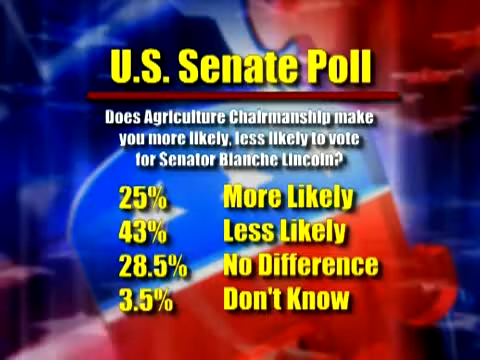 U.S. Senate Poll
Does Agriculture Chairmanship make
you more likely, less likely to vote
for Senator Blanche Lincoln?
25% More Likely
43% Less Likely
28.5% No Difference
3.5% Don't Know